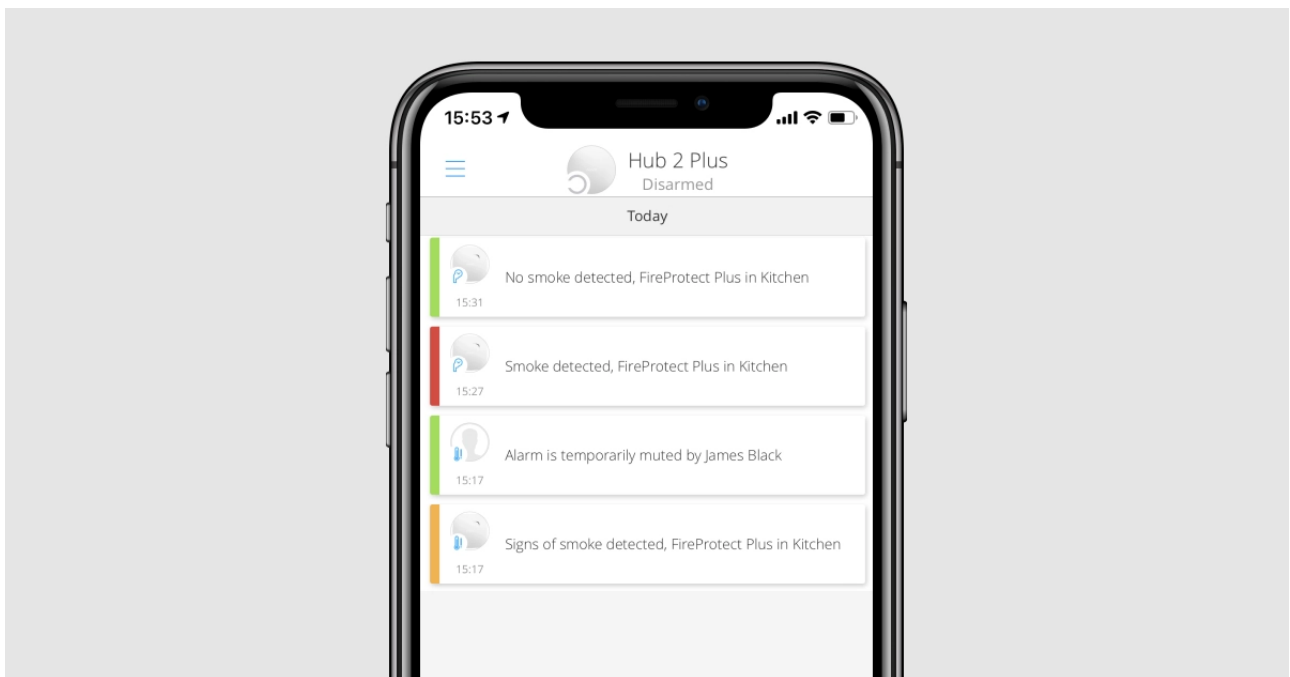 15:53
Hub 2 Plus
Disarmed
Today
No smoke detected, FireProtect Plus in Kitchen
15:31
Smoke detected, FireProtect Plus in Kitchen
15:27
Alarm is temporarily muted by James Black
15:17
Signs of smoke detected, FireProtect Plus in Kitchen
15:17